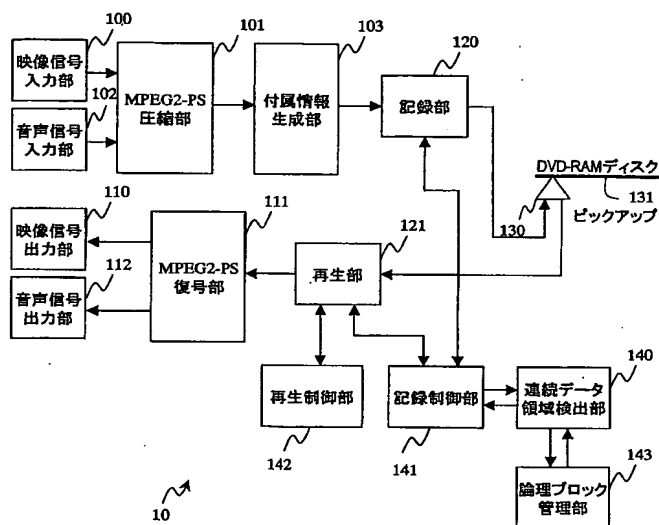 100
101
103
120
映像信号
入力部
102
音声信号
入力部
MPEG2-PS
圧縮部
付属情報
生成部
記録部
DVD-RAMディスク
131
ピックアップ
130
110
111
121
映像信号
出力部
112
音声信号
出力部
MPEG2-PS
復号部
再生部
再生制御部
142
記録制御部
141
連続データ
領域検出部
140
論理ブロック
管理部
143
10